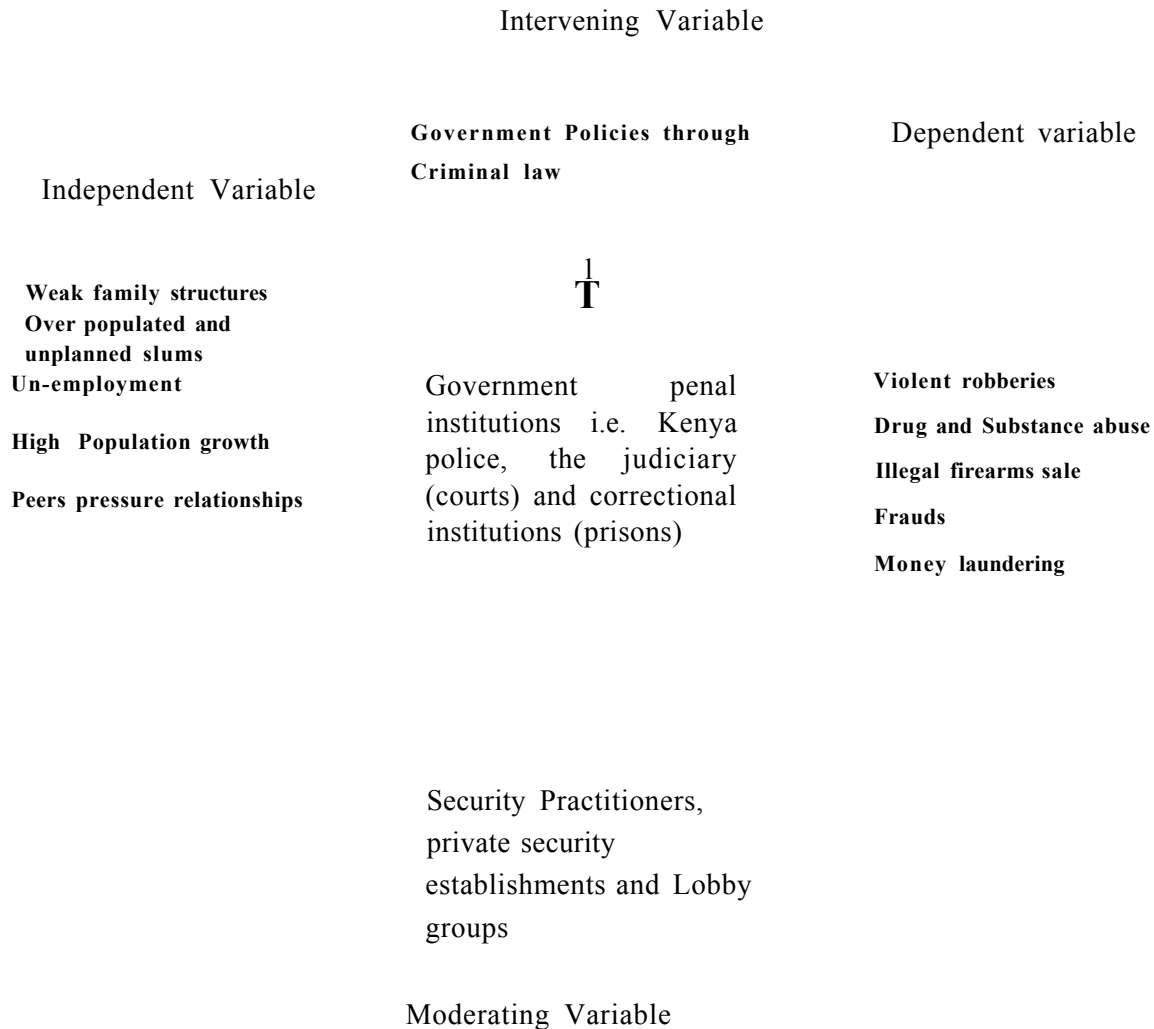 Intervening Variable
Government Policies through
Criminal law
Dependent variable
Independent Variable
l
T
Weak family structures
Over populated and
unplanned slums
Un-employment
High Population growth
Peers pressure relationships
Government penal
institutions i.e. Kenya
police, the judiciary
(courts) and correctional
institutions (prisons)
Violent robberies
Drug and Substance abuse
Illegal firearms sale
Frauds
Money laundering
Security Practitioners,
private security
establishments and Lobby
groups
Moderating Variable